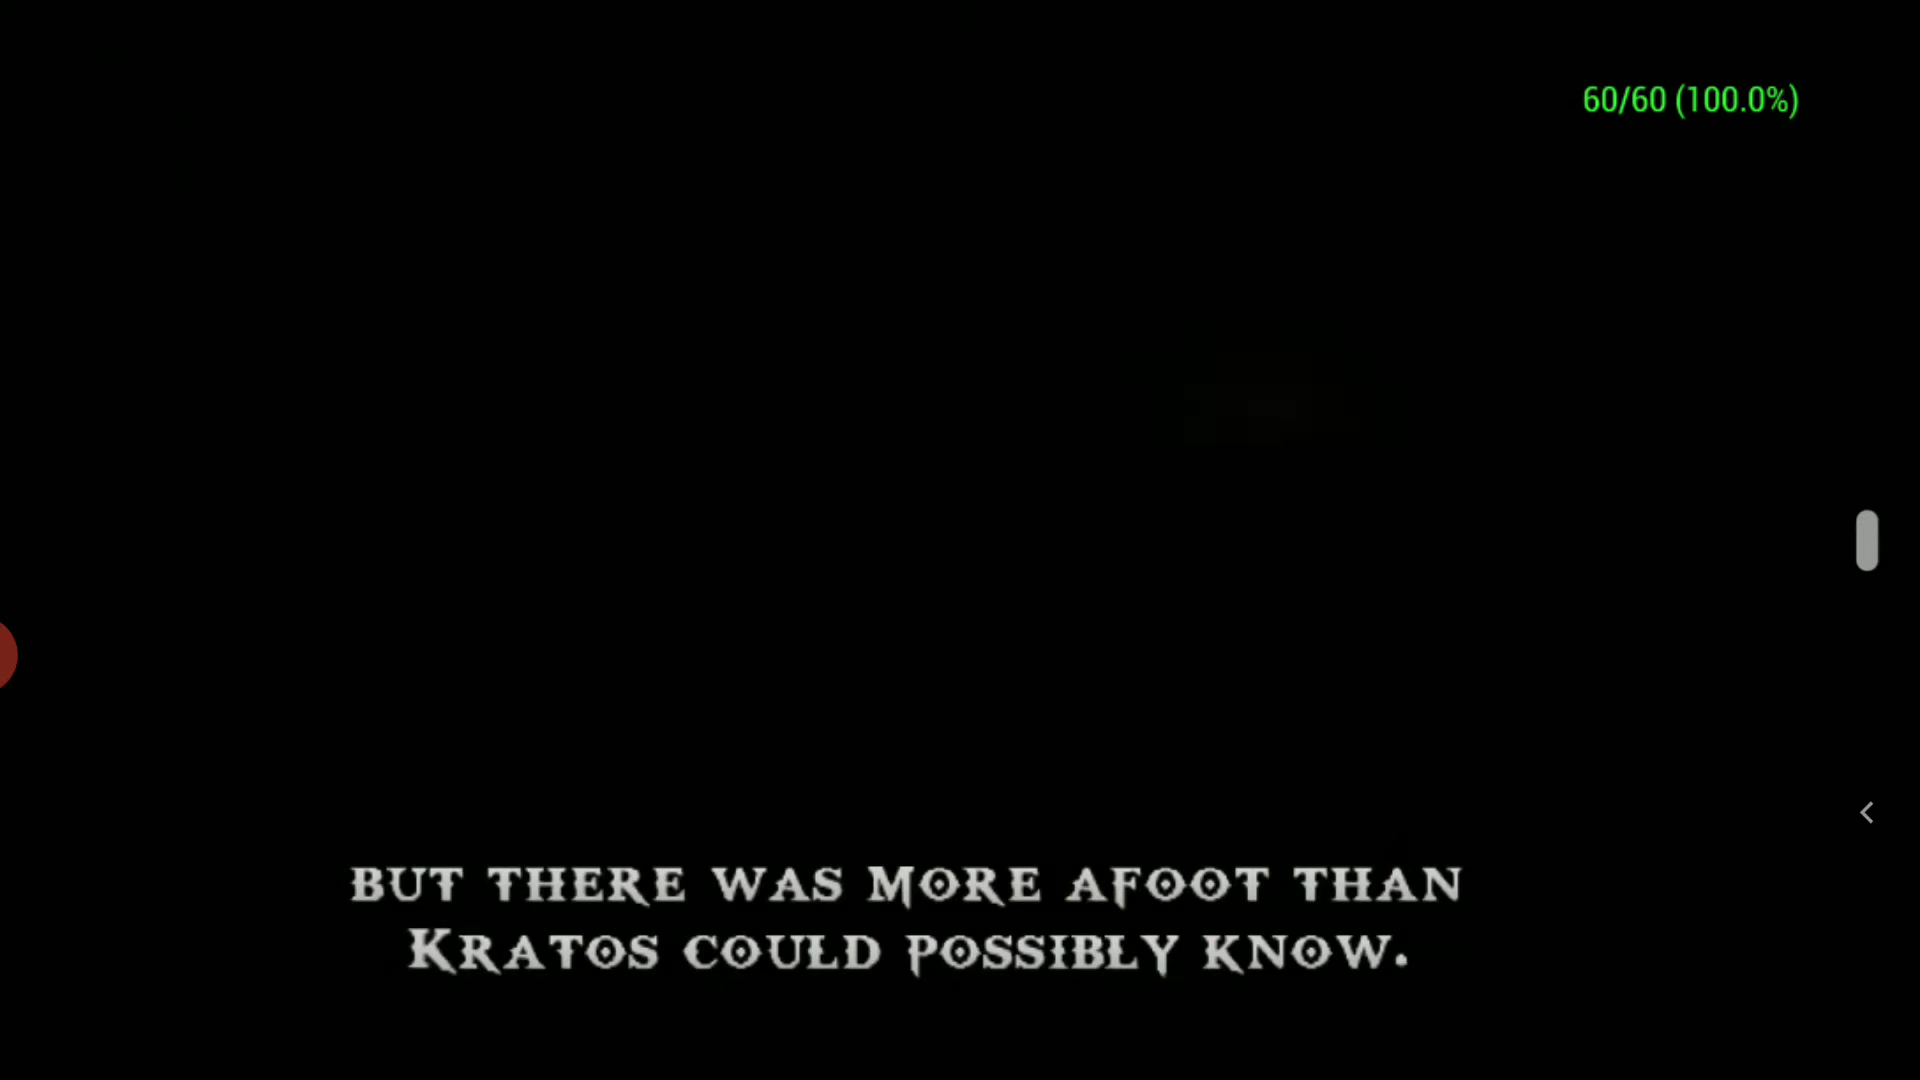 60/60 (100.0%)
BUT THERE WAS MORE AFOOT THAN
KRATOS COULD POSSIBLY KNOW.